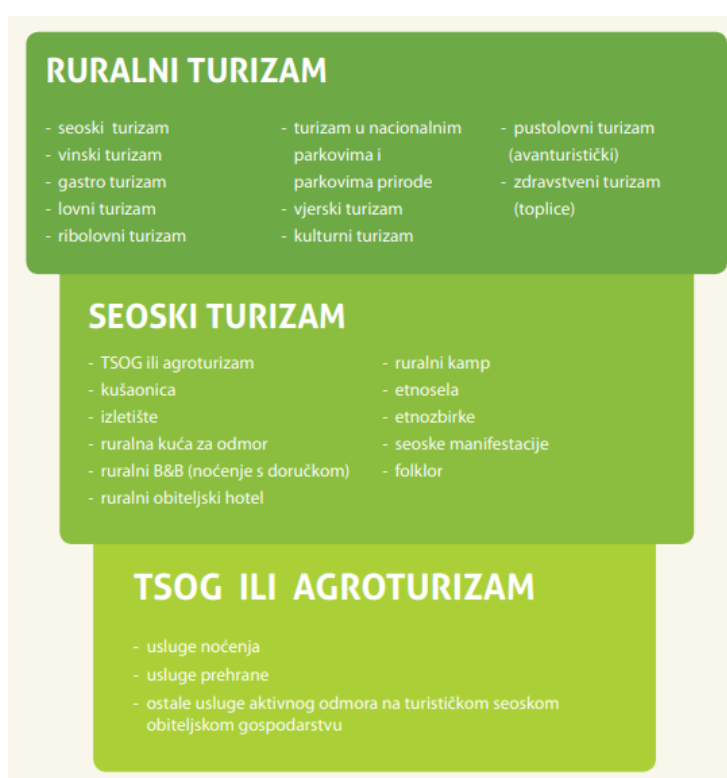 RURALNI TURIZAM
- seoski turizam
- vinski turizam
- gastro turizam
- lovni turizam
- ribolovni turizam
- turizam u nacionalnim
parkovima i
parkovima prirode
- vjerski turizam
- kulturni turizam
- pustolovni turizam
(avanturistički)
- zdravstveni turizam
(toplice)
SEOSKI TURIZAM
- TSOG ili agroturizam
- kušaonica
- izletište
- ruralna kuća za odmor
- ruralni B&B (noćenje s doručkom)
- ruralni obiteljski hotel
- ruralni kamp
- etnosela
- etnozbirke
- seoske manifestacije
- folklor
TSOG ILI AGROTURIZAM
- usluge noćenja
- usluge prehrane
- ostale usluge aktivnog odmora na turističkom seoskom
obiteljskom gospodarstvu